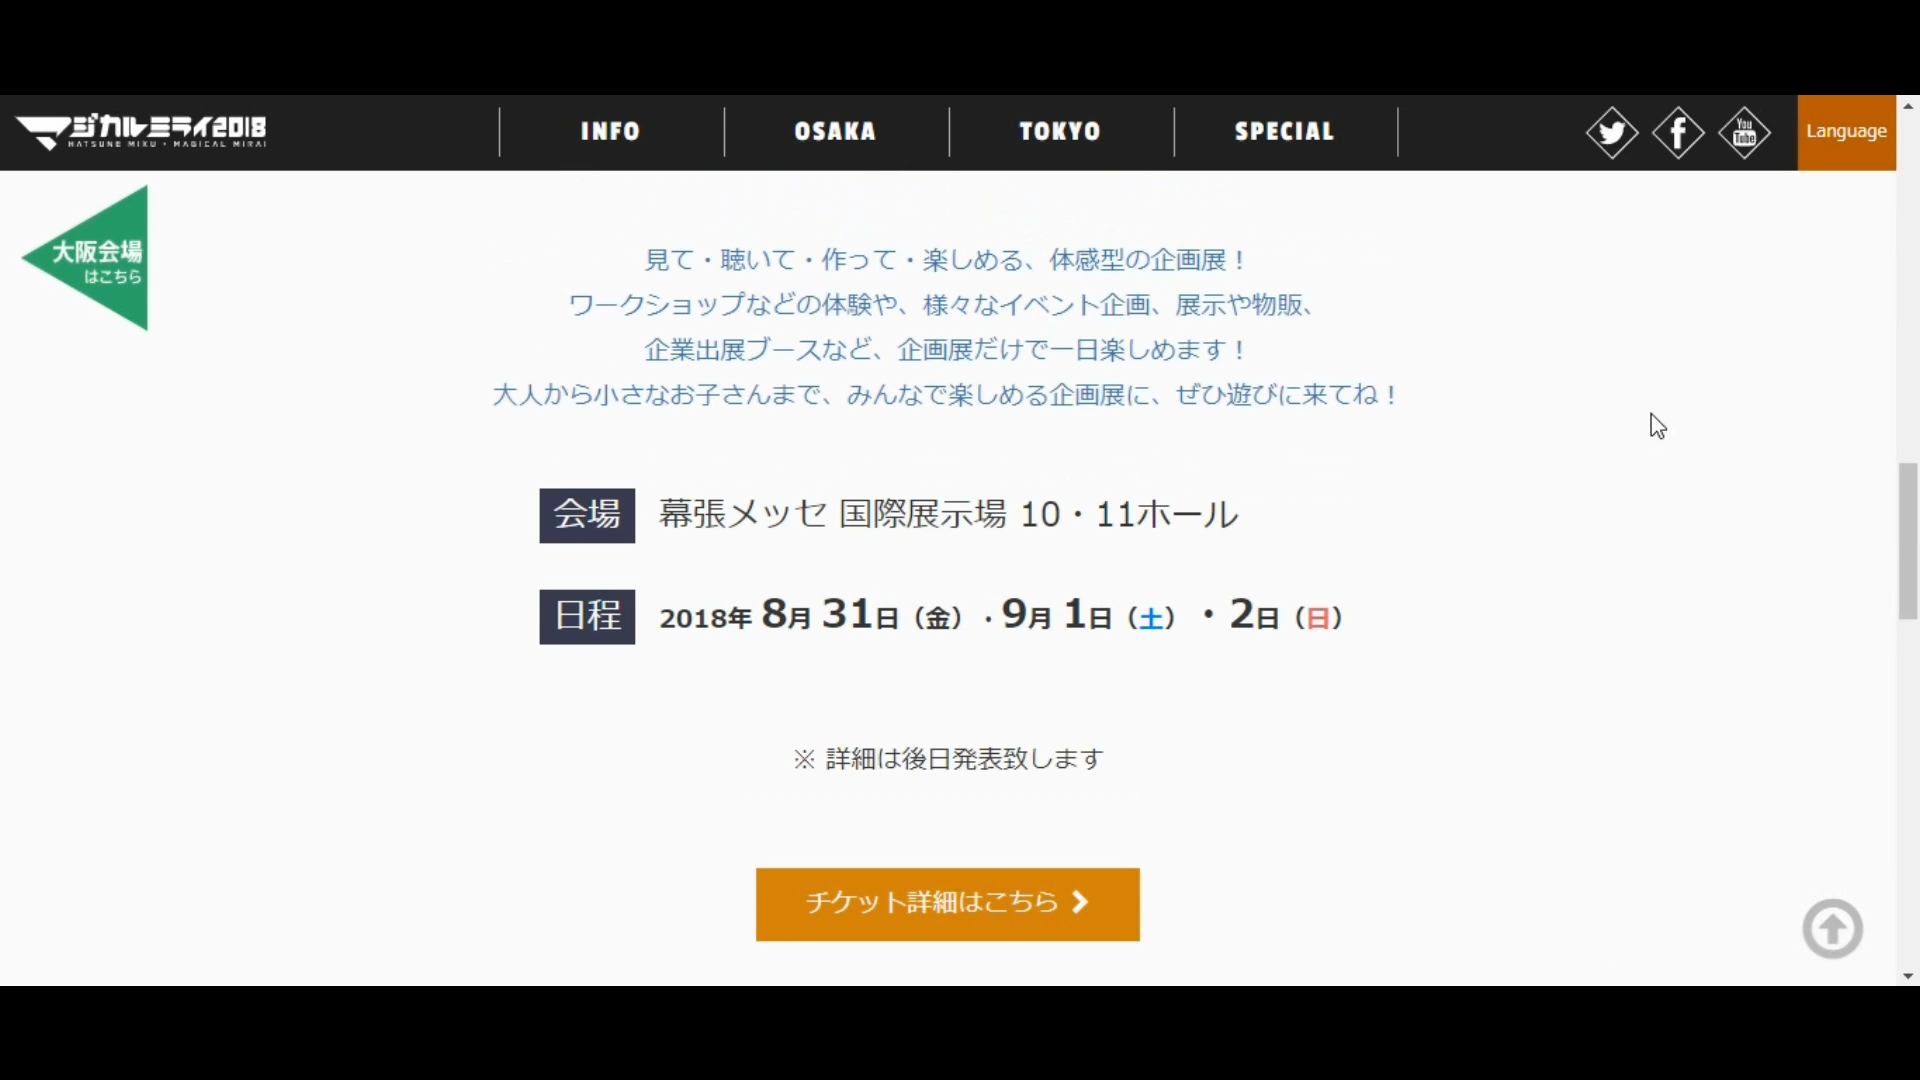 マジカルミライ2018
HATSUNE MIKU・MAGICAL MIRAI
INFO
OSAKA
TOKYO
SPECIAL
You
Tube
Language
大阪会場
はこちら
見て・聴いて・作って・楽しめる、体感型の企画展！
ワークショップなどの体験や、様々なイベント企画、展示や物販、
企業出展ブースなど、企画展だけで一日楽しめます！
大人から小さなお子さんまで、みんなで楽しめる企画展に、ぜひ遊びに来てね！
会場 幕張メッセ 国際展示場 10・11ホール
日程 2018年 8月 31日（金）・9月 1日（土）・2日（日）
※ 詳細は後日発表致します
チケット詳細はこちら